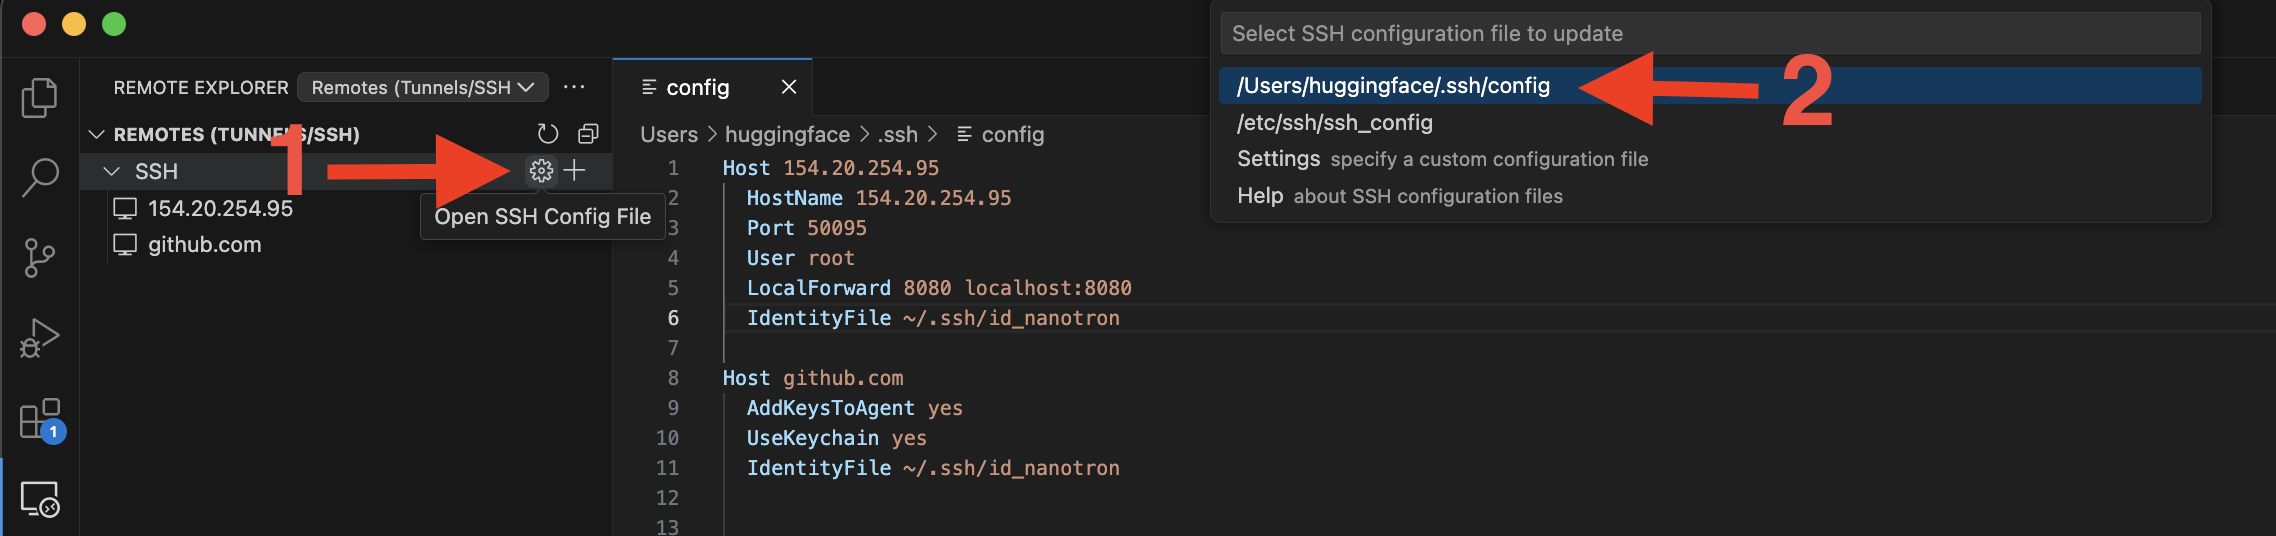 REMOTE EXPLORER
Remotes (Tunnels/SSH
REMOTES (TUNNELS/SSH)
SSH
154.20.254.95
github.com
1
Open SSH Config File
1
config
Users > huggingface > .ssh > config
1 Host 154.20.254.95
2 HostName 154.20.254.95
3 Port 50095
4 User root
5 LocalForward 8080 localhost:8080
6 IdentityFile ~/.ssh/id_nanotron
7
8 Host github.com
9 AddKeysToAgent yes
10 UseKeychain yes
11 IdentityFile ~/.ssh/id_nanotron
12
13
Select SSH configuration file to update
/Users/huggingface/.ssh/config
2
/etc/ssh/ssh_config
Settings specify a custom configuration file
Help about SSH configuration files